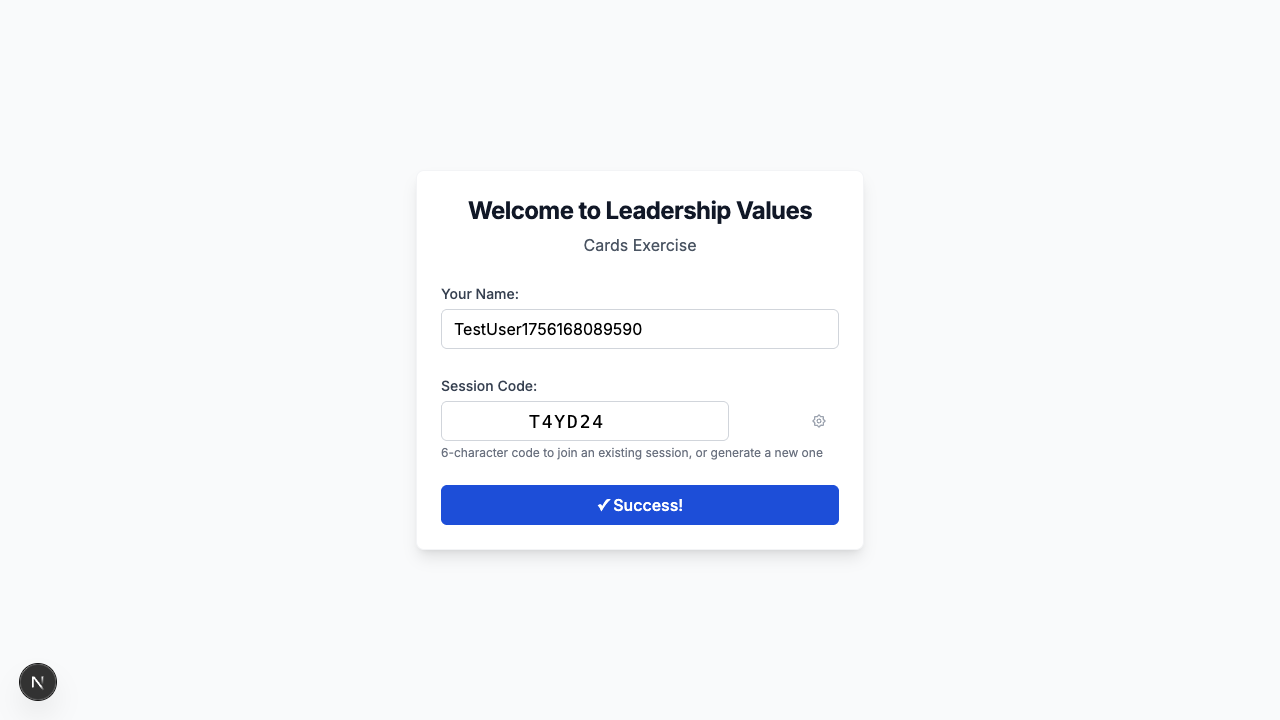 Welcome to Leadership Values
Cards Exercise
Your Name:
TestUser1756168089590
Session Code:
T4YD24
6-character code to join an existing session, or generate a new one
✓ Success!
N